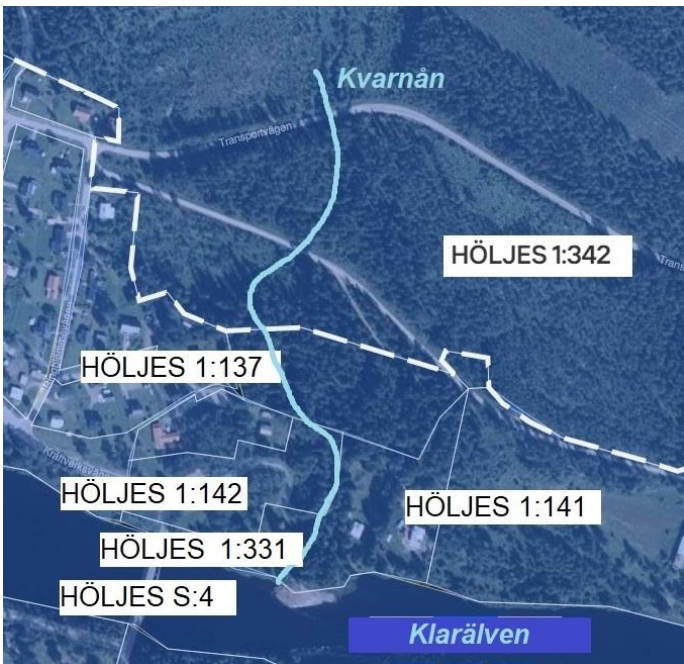 Kvarnån
Transportvägen
HÖLJES 1:342
HÖLJES 1:137
HÖLJES 1:142
HÖLJES 1:141
HÖLJES 1:331
HÖLJES S:4
Klarälven